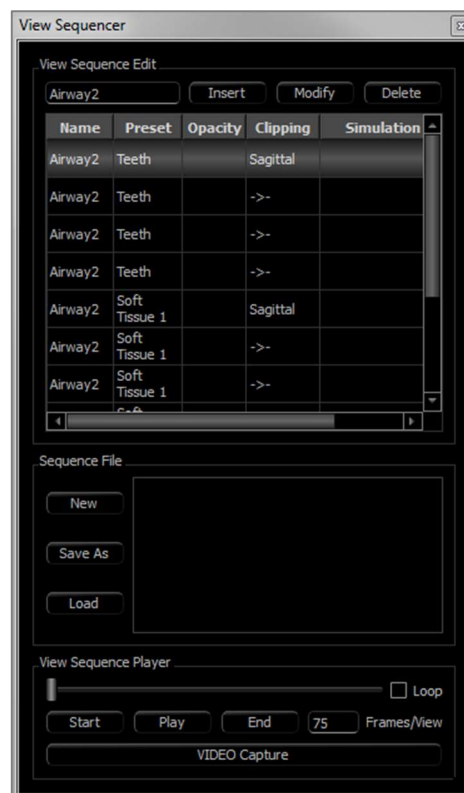 View Sequencer
View Sequence Edit
Airway2 Insert Modify Delete
Name Preset Opacity Clipping Simulation
Airway2 Teeth Sagittal
Airway2 Teeth ->-
Airway2 Teeth ->-
Airway2 Teeth ->-
Airway2 Soft Tissue 1 Sagittal
Airway2 Soft Tissue 1 ->-
Airway2 Soft Tissue 1 ->-
Sequence File
New
Save As
Load
View Sequence Player
Loop
Start Play End 75 Frames/View
VIDEO Capture